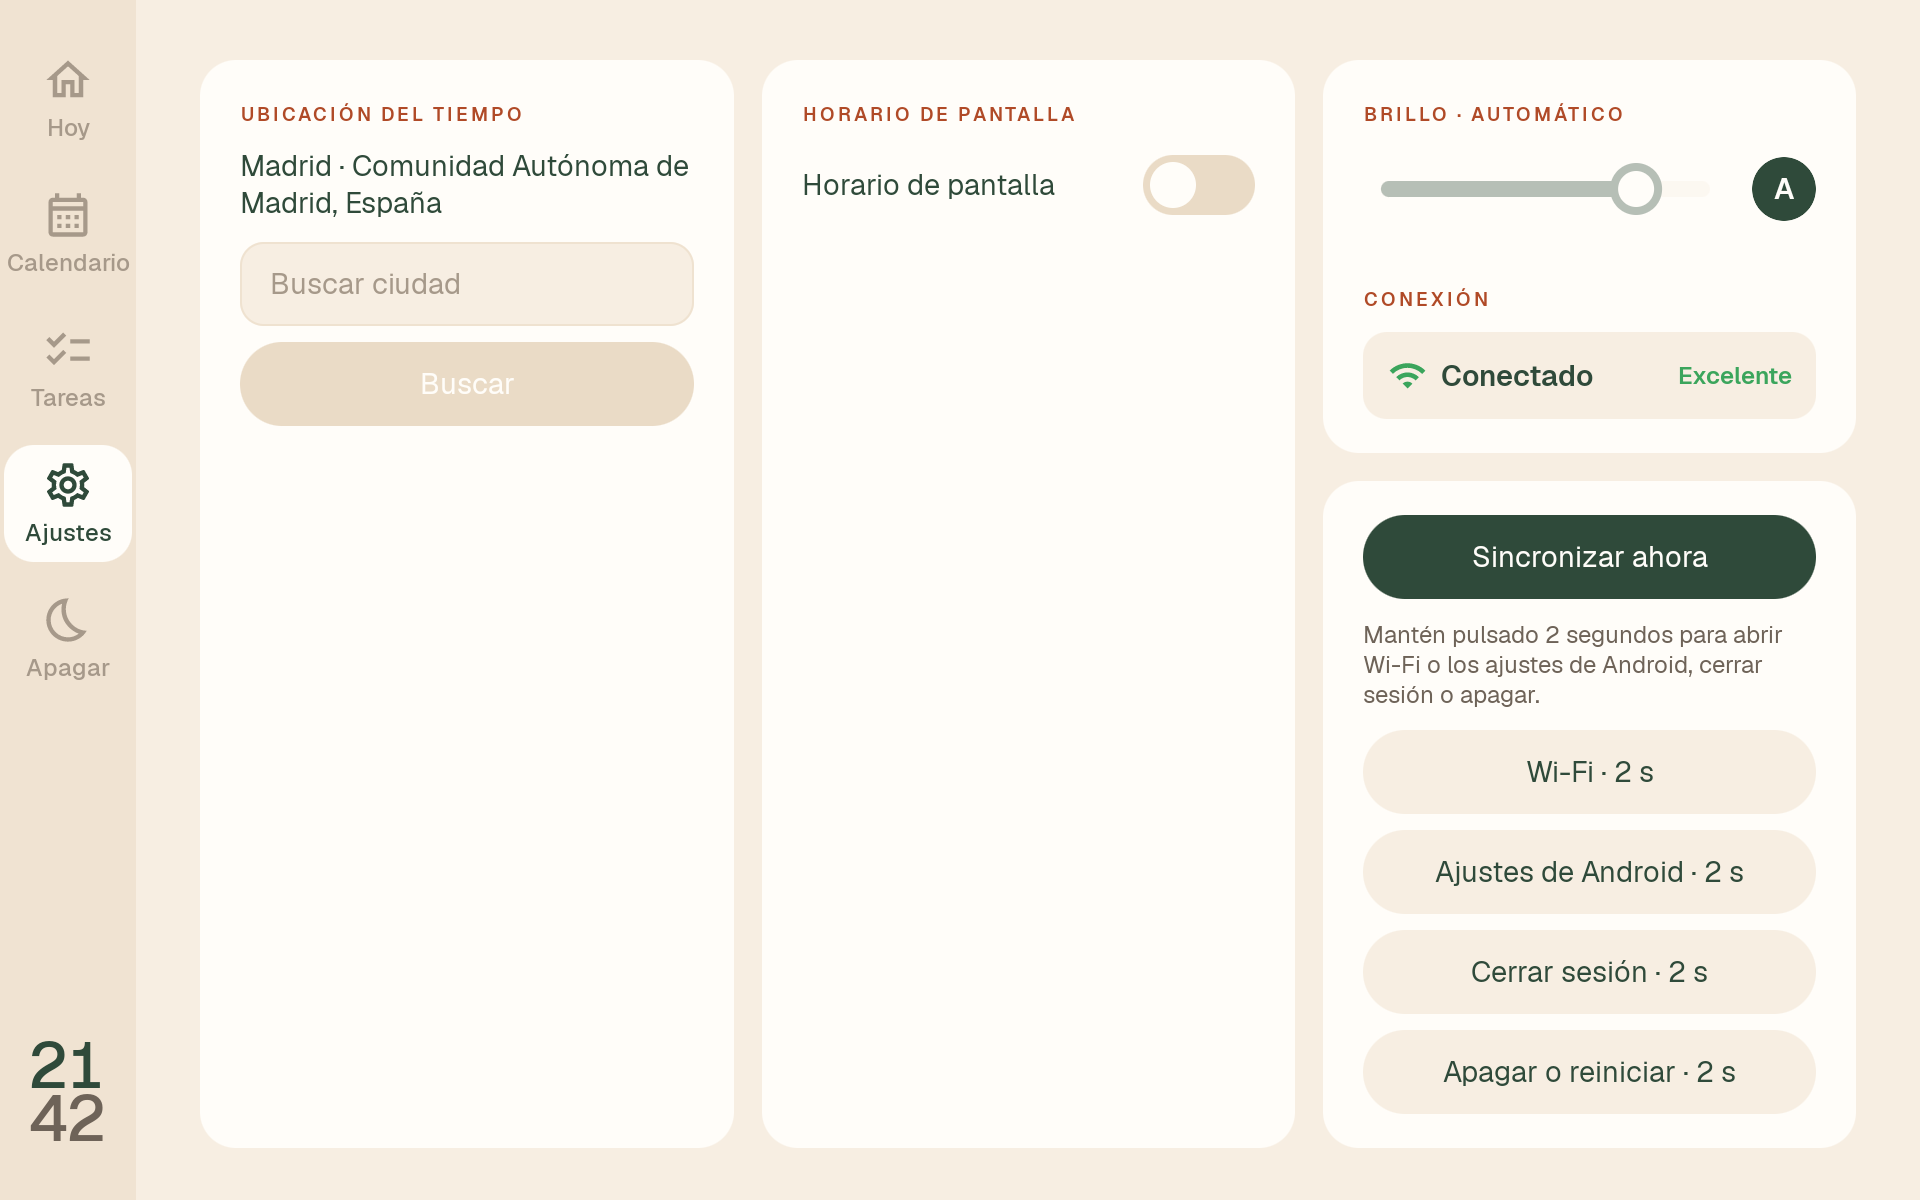 Hoy
Calendario
Tareas
Ajustes
Apagar
21
42
UBICACIÓN DEL TIEMPO
Madrid · Comunidad Autónoma de
Madrid, España
Buscar ciudad
Buscar
HORARIO DE PANTALLA
Horario de pantalla
BRILLO · AUTOMÁTICO
A
CONEXIÓN
Conectado
Excelente
Sincronizar ahora
Mantén pulsado 2 segundos para abrir
Wi-Fi o los ajustes de Android, cerrar
sesión o apagar.
Wi-Fi · 2 s
Ajustes de Android · 2 s
Cerrar sesión · 2 s
Apagar o reiniciar · 2 s